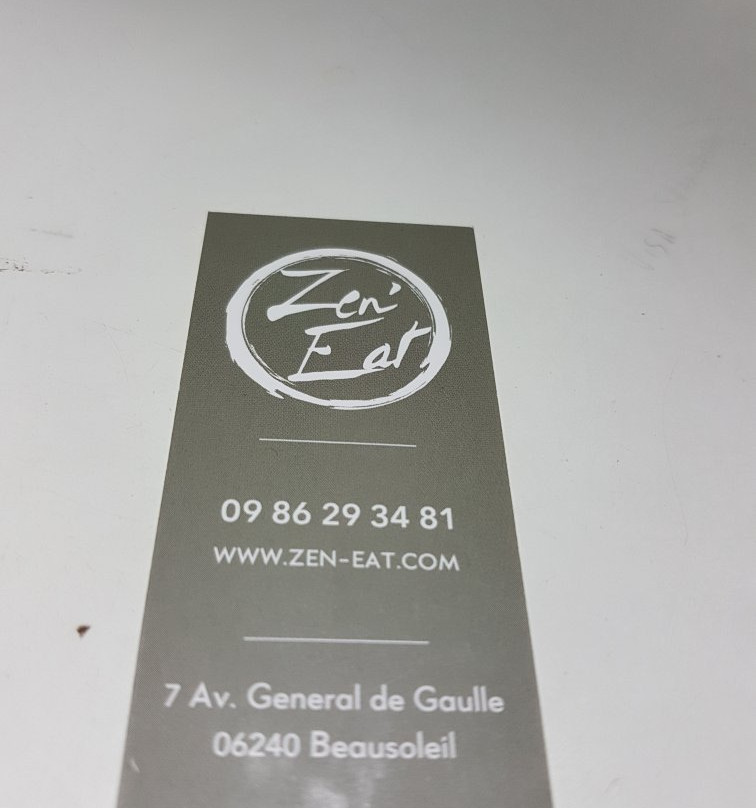 Zen'
Eat
09 86 29 34 81
WWW.ZEN-EAT.COM
7 Av. General de Gaulle
06240 Beausoleil